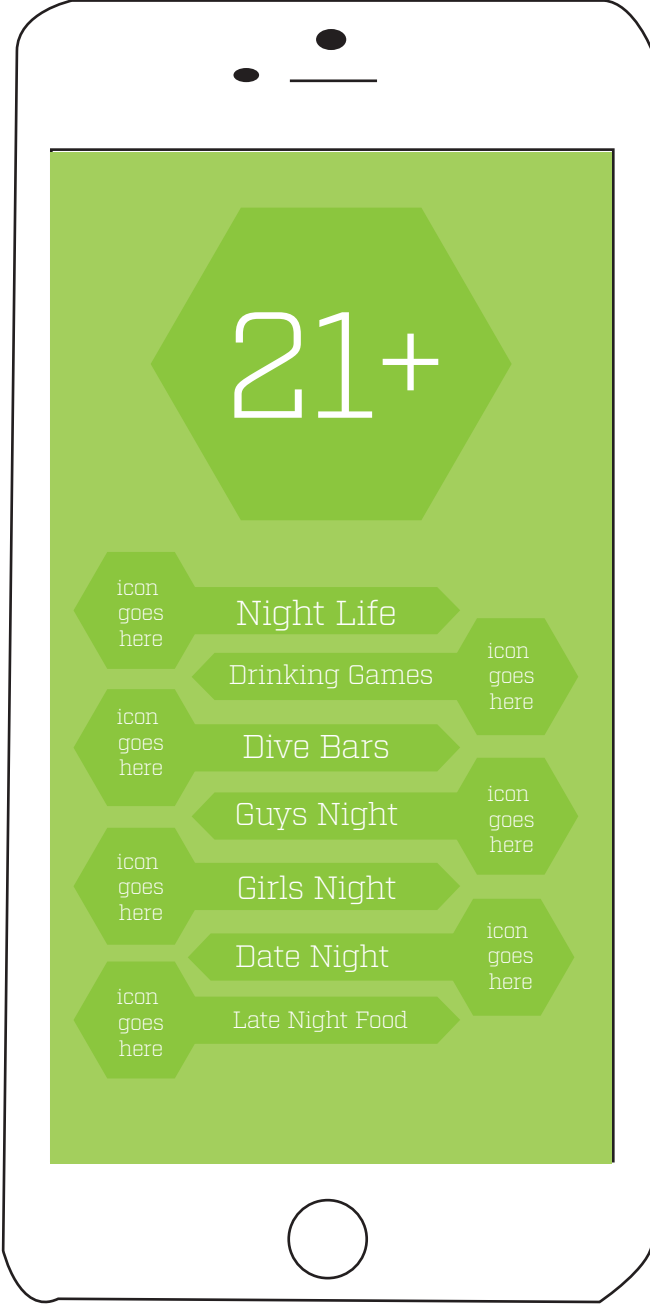 21+
icon
goes
here
Night Life
Drinking Games
icon
goes
here
icon
goes
here
Dive Bars
Guys Night
icon
goes
here
icon
goes
here
Girls Night
Date Night
icon
goes
here
icon
goes
here
Late Night Food